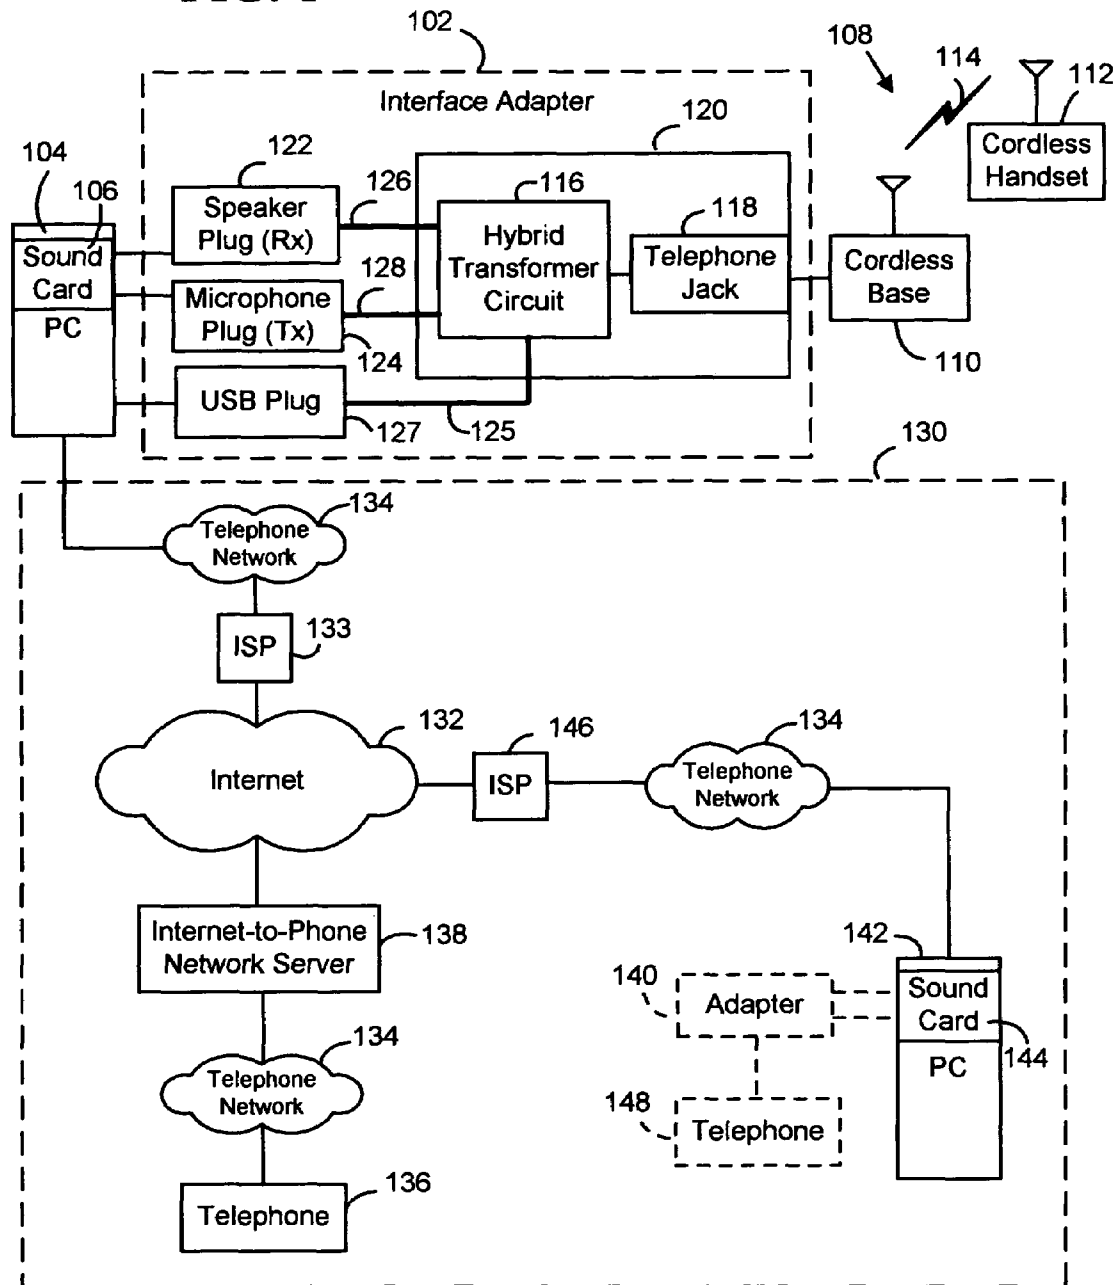 102
108
114
112
Interface Adapter
120
Cordless
Handset
104
106
122
126
116
118
Speaker
Plug (Rx)
Hybrid
Transformer
Circuit
Telephone
Jack
Cordless
Base
Sound
Card
PC
128
Microphone
Plug (Tx)
124
110
USB Plug
127
125
130
134
Telephone
Network
ISP
133
132
146
134
Internet
ISP
Telephone
Network
Internet-to-Phone
Network Server
138
142
140
Adapter
Sound
Card
144
PC
134
Telephone
Network
148
Telephone
136
Telephone